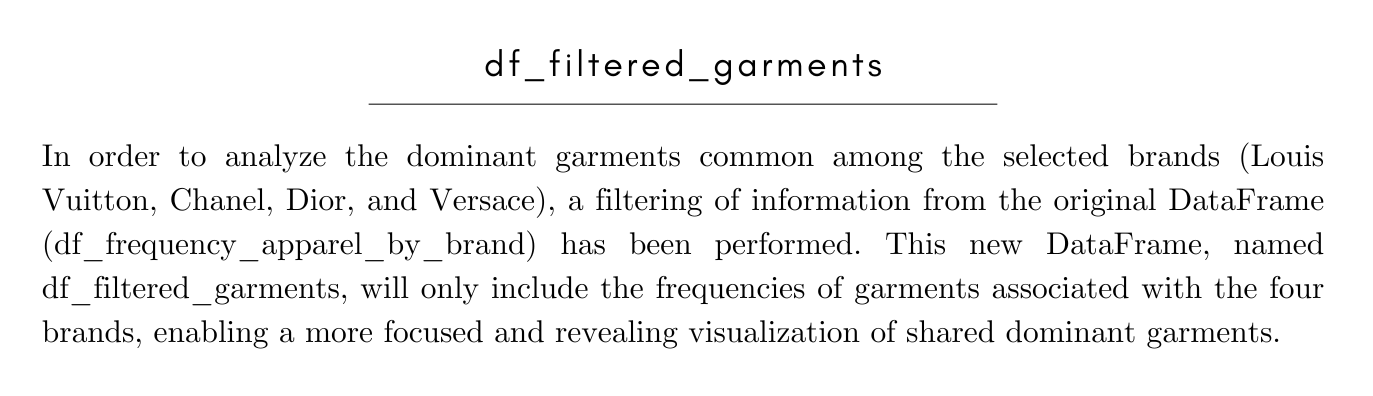 df_filtered_garments
In order to analyze the dominant garments common among the selected brands (Louis
Vuitton, Chanel, Dior, and Versace), a filtering of information from the original DataFrame
(df_frequency_apparel_by_brand) has been performed. This new DataFrame, named
df_filtered_garments, will only include the frequencies of garments associated with the four
brands, enabling a more focused and revealing visualization of shared dominant garments.